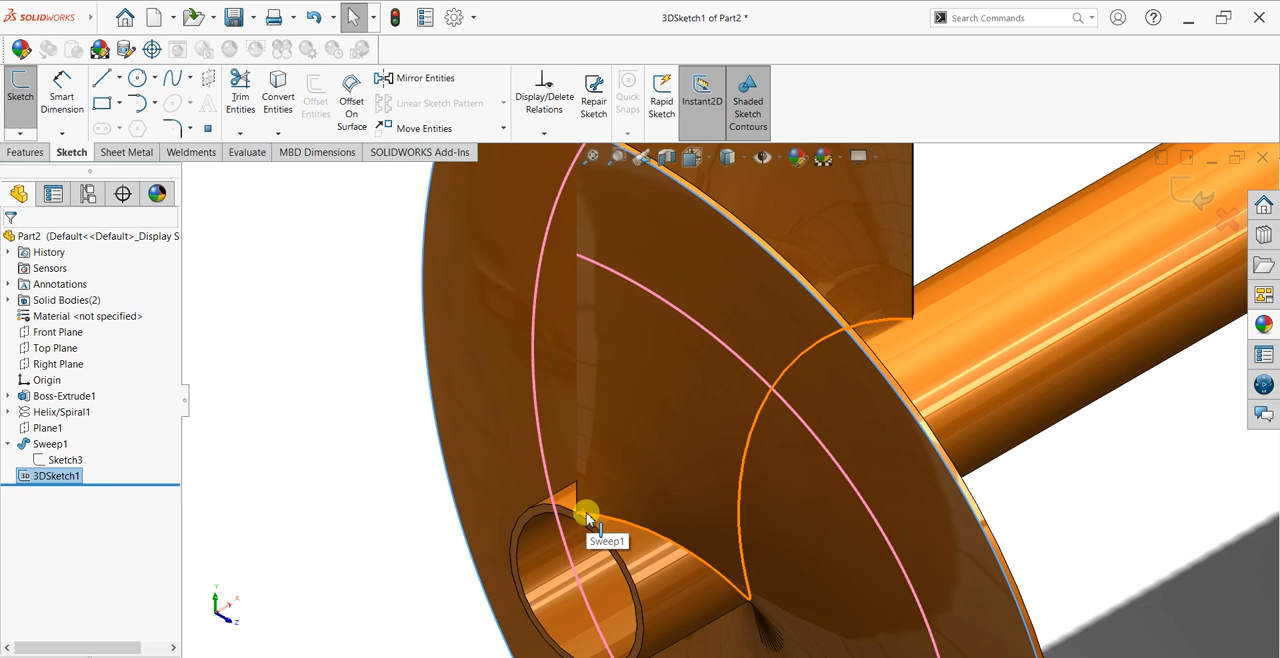 SOLIDWORKS
3DSketch1 of Part2 *
Search Commands
Sketch
Smart Dimension
Trim Entities
Convert Entities
Offset Entities
Offset On Surface
Mirror Entities
Linear Sketch Pattern
Move Entities
Display/Delete Relations
Repair Sketch
Quick Snaps
Rapid Sketch
Instant2D
Shaded Sketch Contours
Features
Sketch
Sheet Metal
Weldments
Evaluate
MBD Dimensions
SOLIDWORKS Add-Ins
Part2 (Default<<Default>_Display S
History
Sensors
Annotations
Solid Bodies(2)
Material <not specified>
Front Plane
Top Plane
Right Plane
Origin
Boss-Extrude1
Helix/Spiral1
Plane1
Sweep1
Sketch3
3D 3DSketch1
Sweep1
Y
X
Z